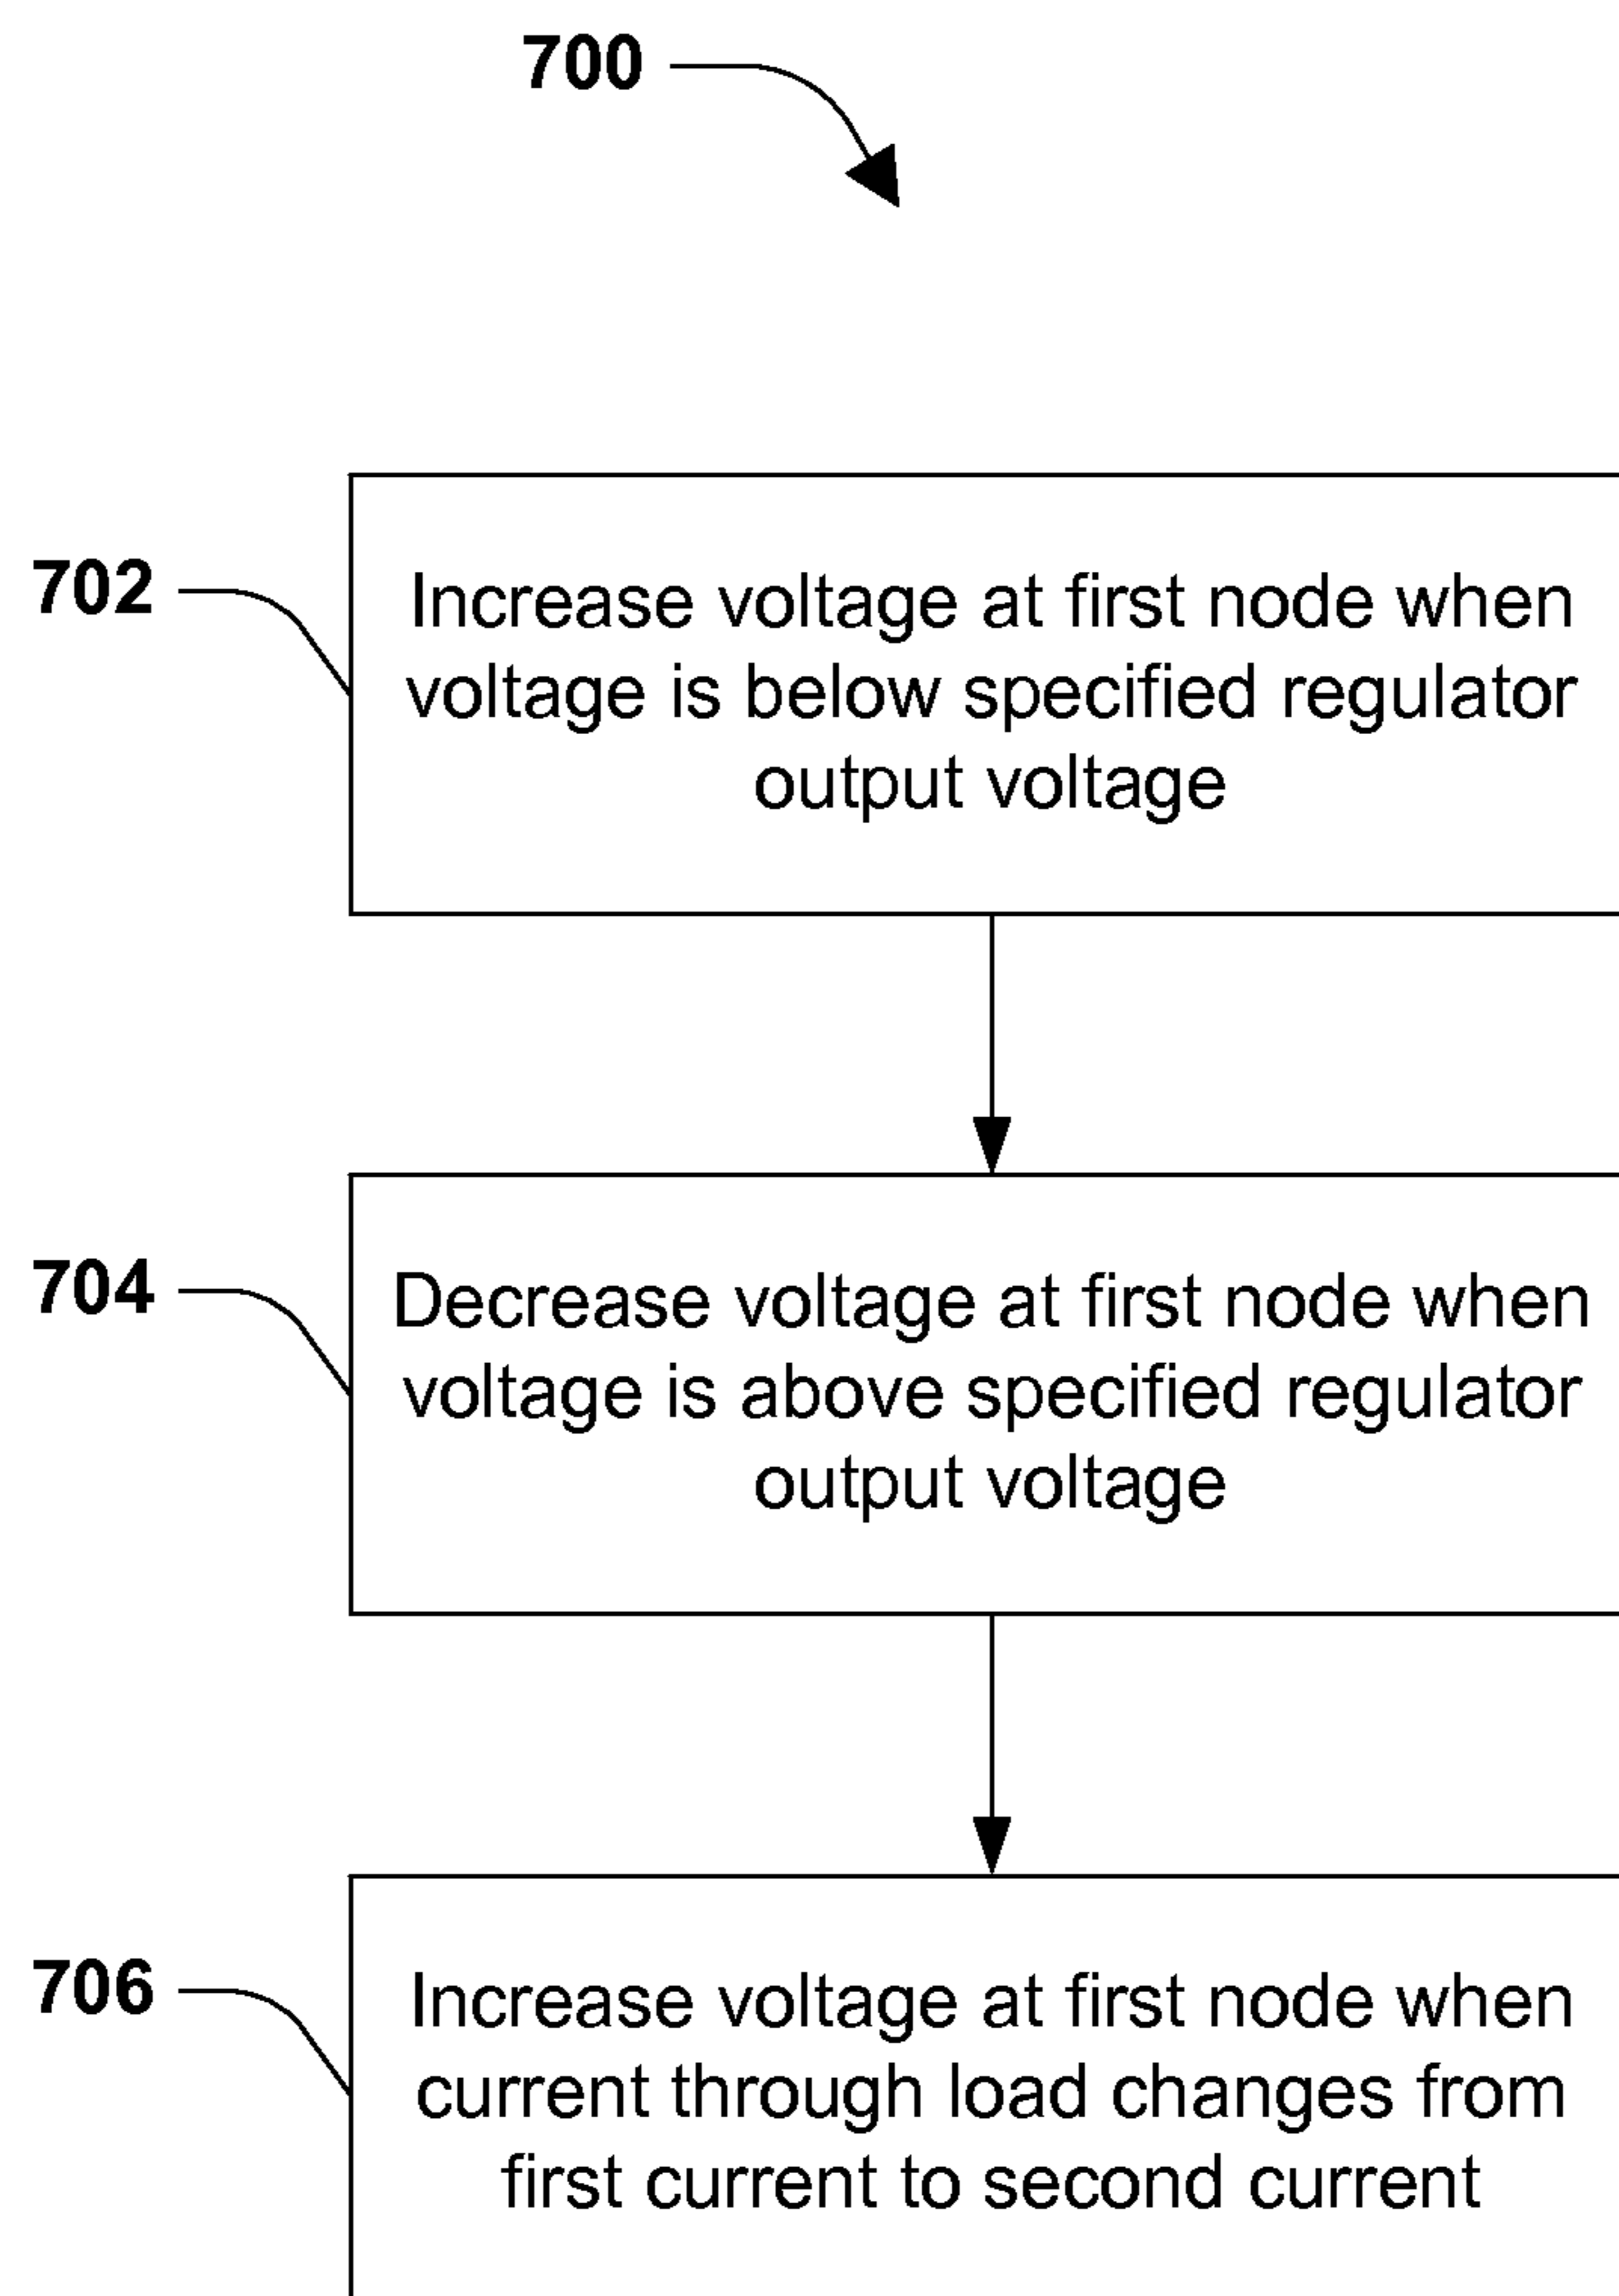 700
702
Increase voltage at first node when
voltage is below specified regulator
output voltage
704
Decrease voltage at first node when
voltage is above specified regulator
output voltage
706
Increase voltage at first node when
current through load changes from
first current to second current